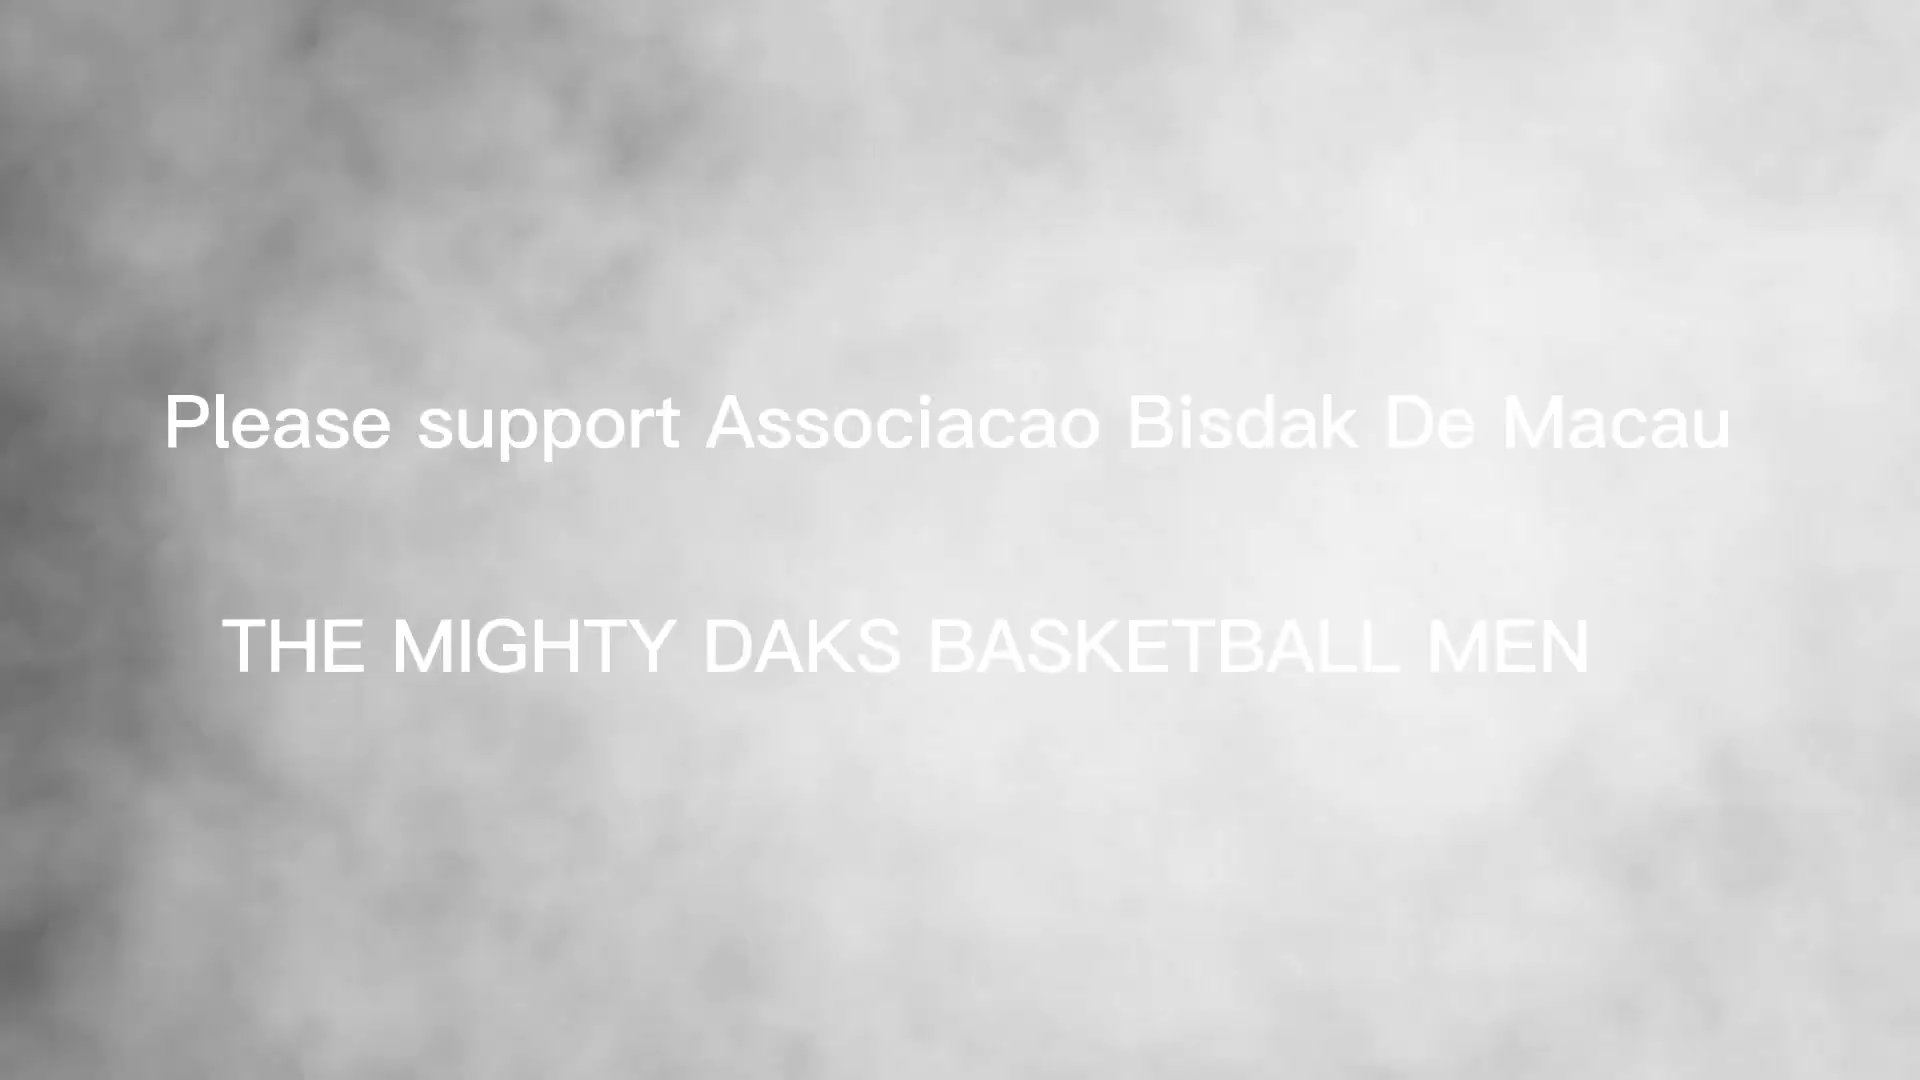 Please support Associacao Bisdak De Macau
THE MIGHTY DAKS BASKETBALL MEN